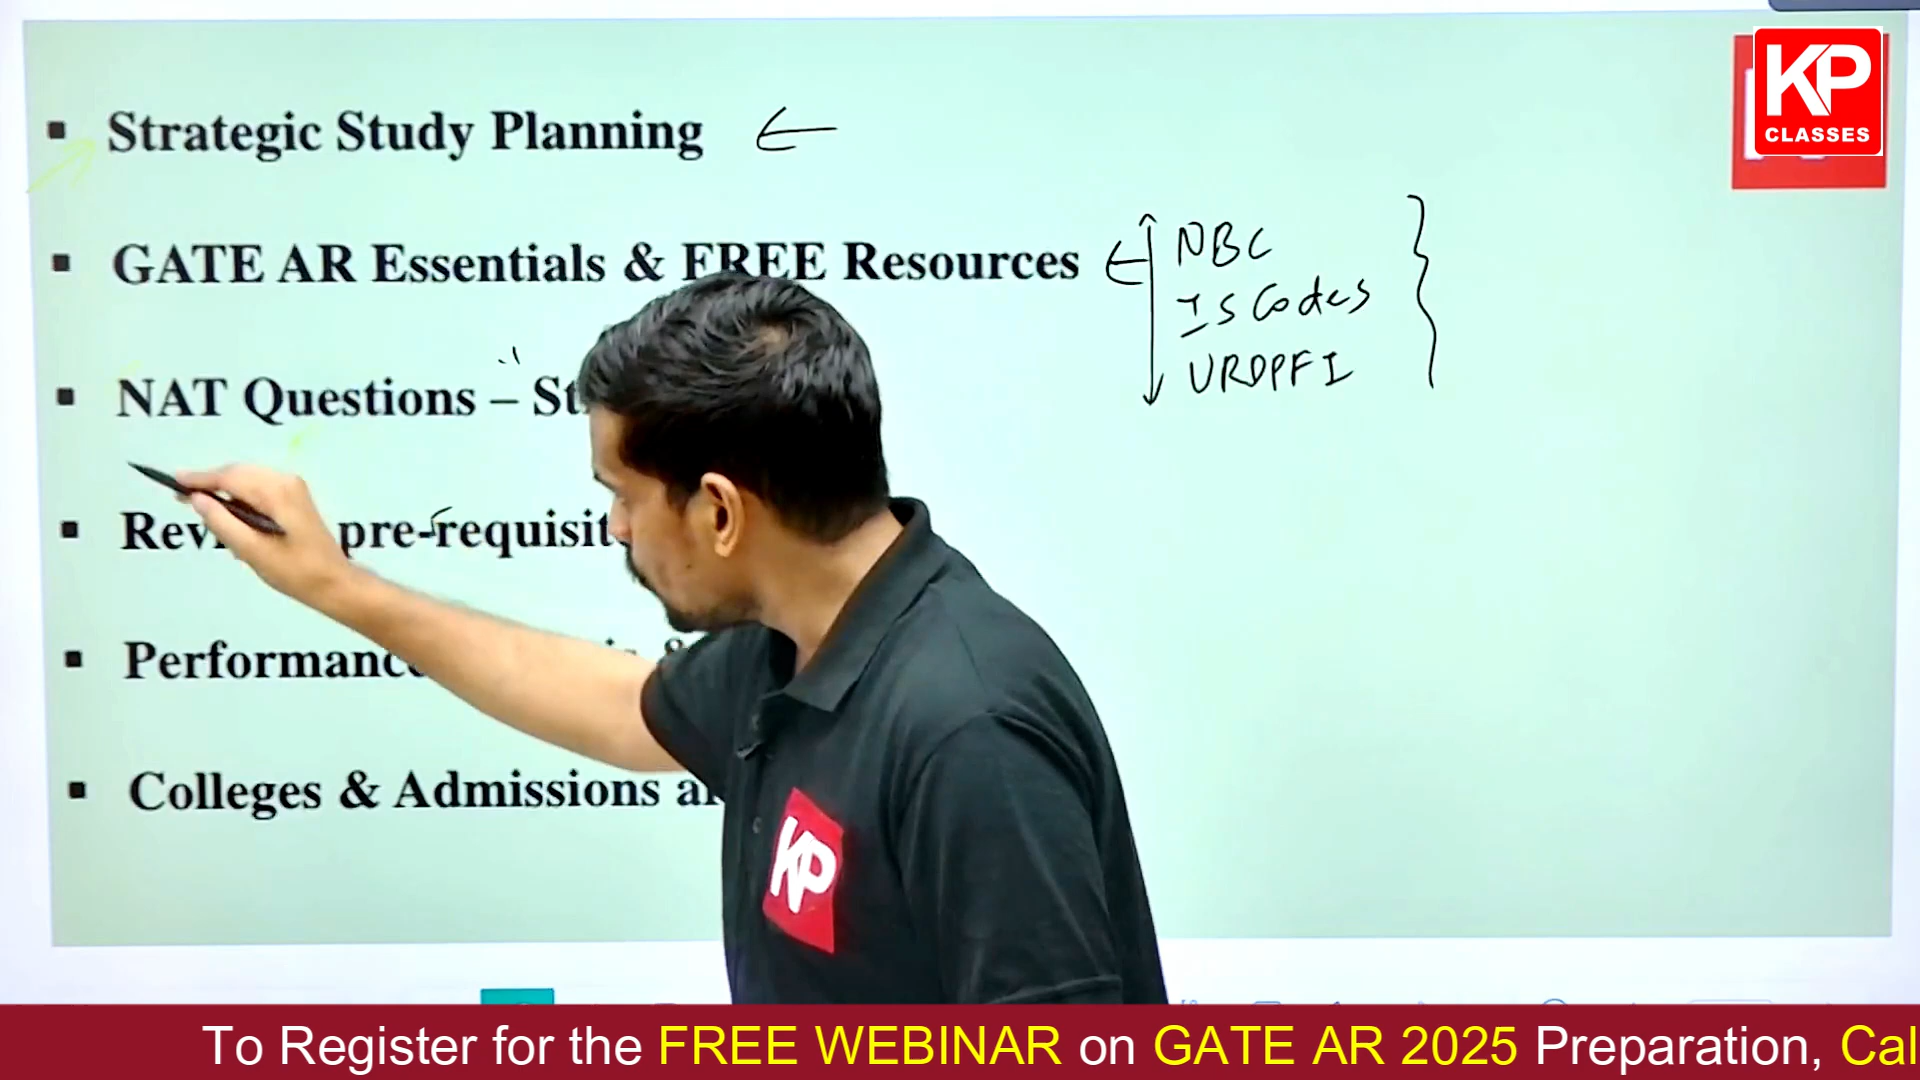 KP
CLASSES
Strategic Study Planning
GATE AR Essentials & FREE Resources
NBC
IS Codes
URDPFI
NAT Questions –
pre-requisit
Performanc
Colleges & Admissions
KP
To Register for the FREE WEBINAR on GATE AR 2025 Preparation, Cal